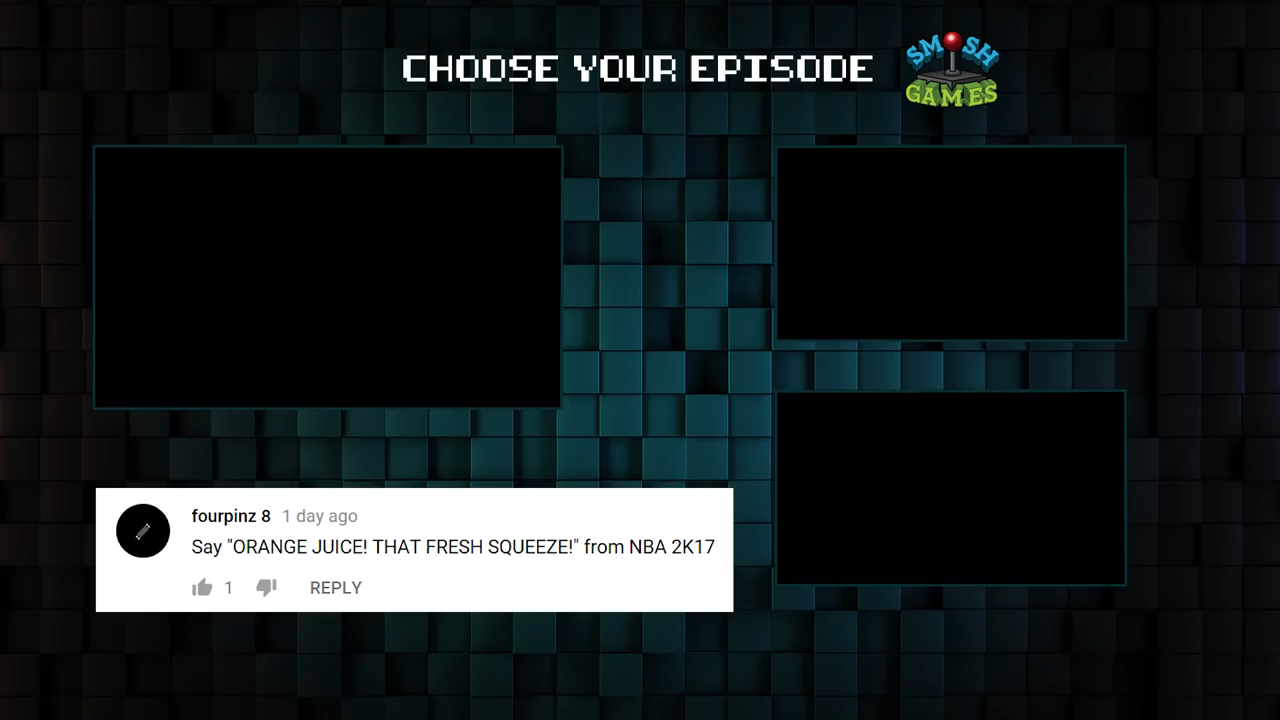 CHOOSE YOUR EPISODE
SMOSH
GAMES
fourpinz 8 1 day ago
Say "ORANGE JUICE! THAT FRESH SQUEEZE!" from NBA 2K17
1 REPLY